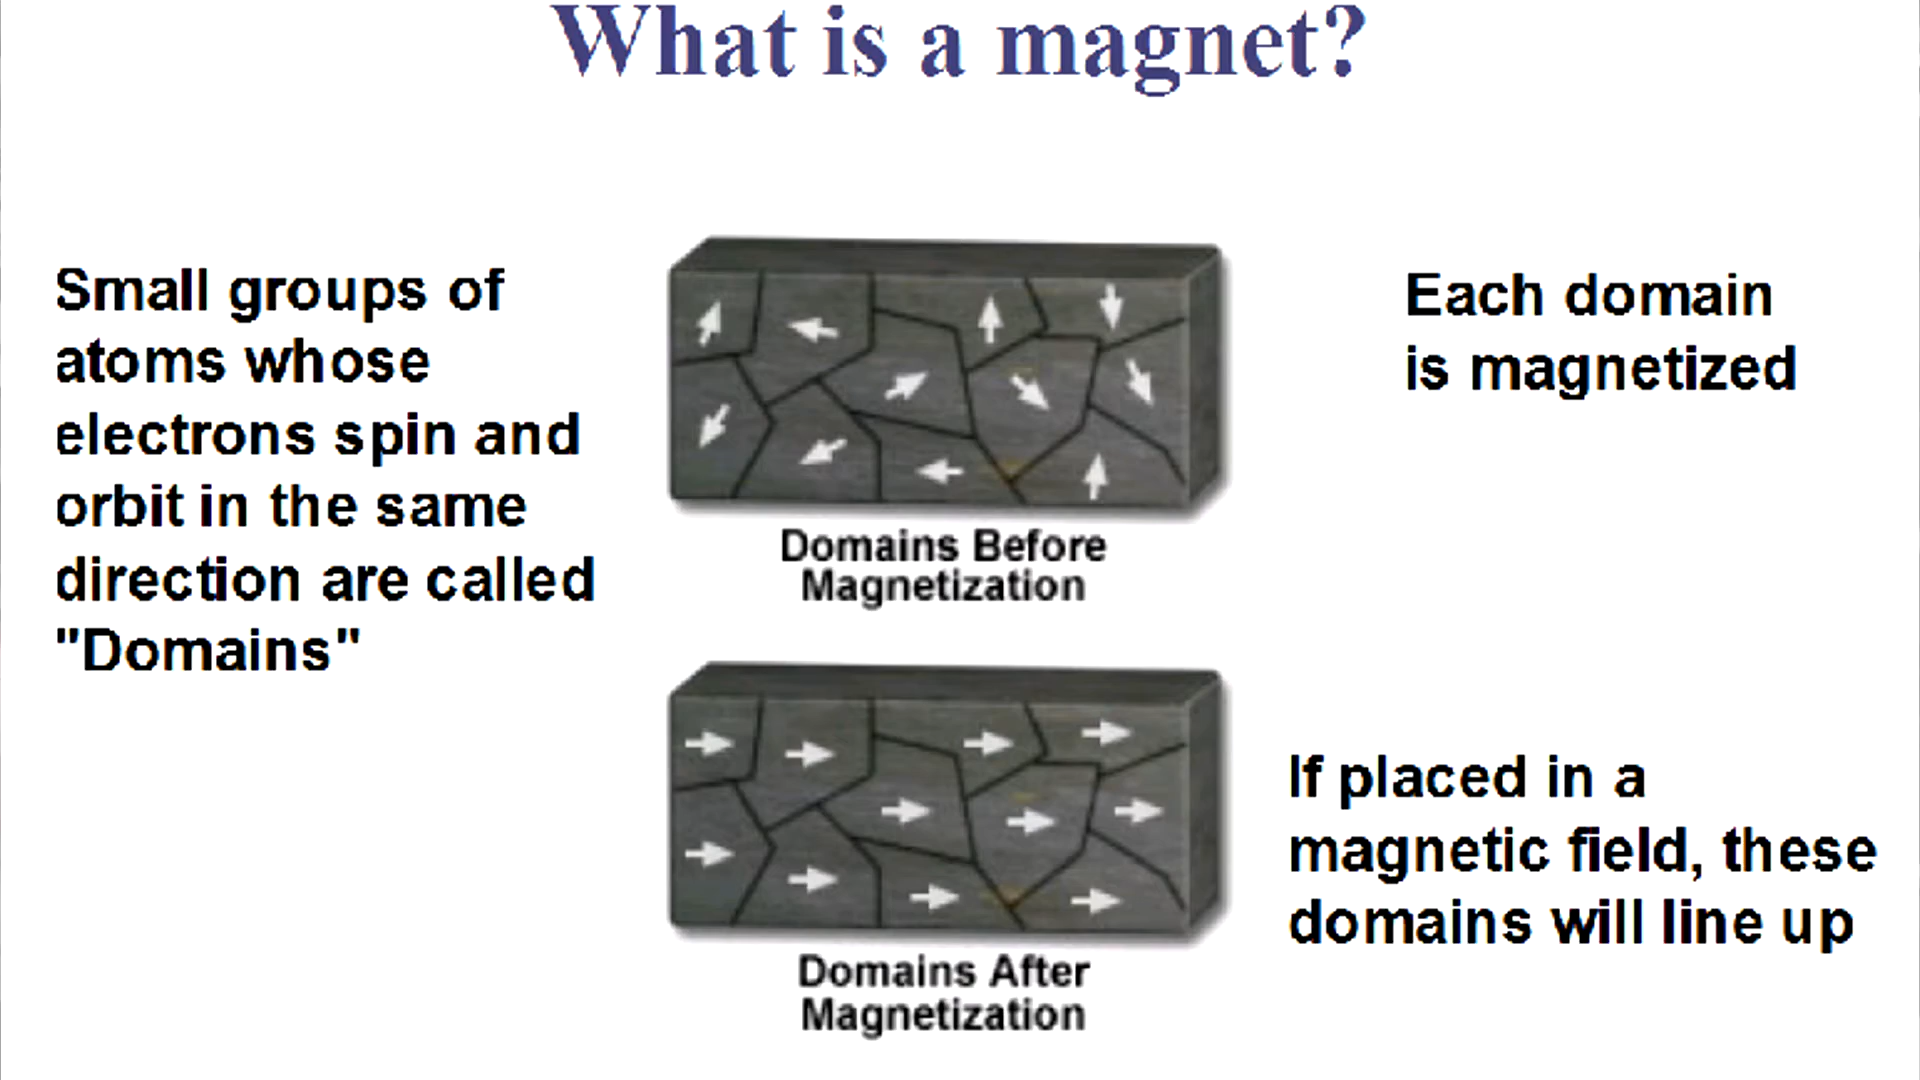 What is a magnet?
Small groups of
atoms whose
electrons spin and
orbit in the same
direction are called
"Domains"
Domains Before
Magnetization
Each domain
is magnetized
Domains After
Magnetization
If placed in a
magnetic field, these
domains will line up